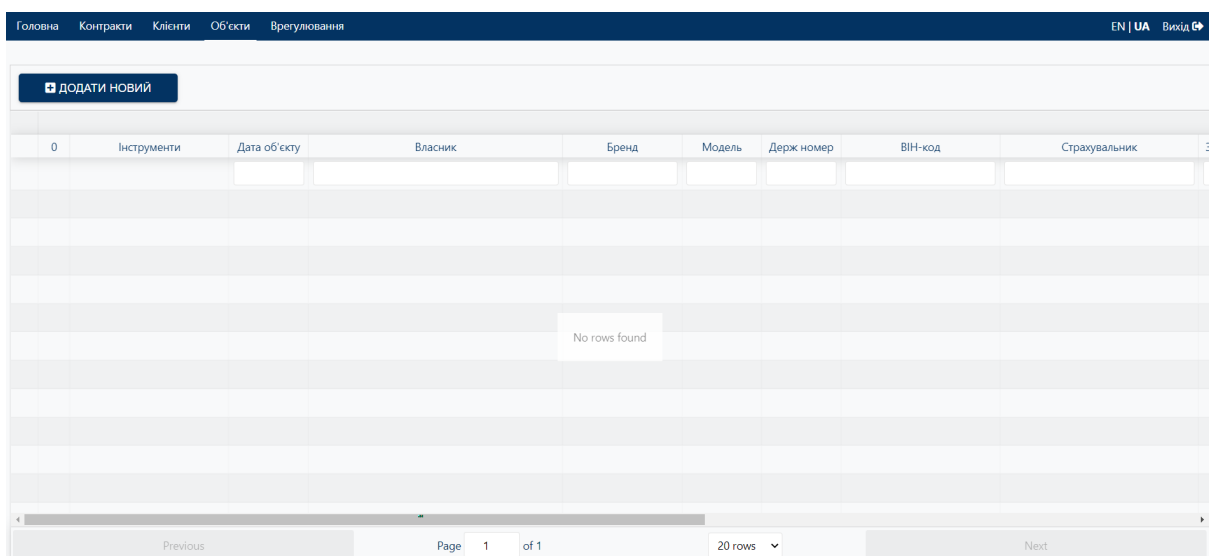 Головна Контракти Клієнти Об'єкти Врегулювання EN | UA Вихід
ДОДАТИ НОВИЙ
0 Інструменти Дата об'єкту Власник Бренд Модель Держ номер ВІН-код Страхувальник
No rows found
Previous Page 1 of 1 20 rows Next